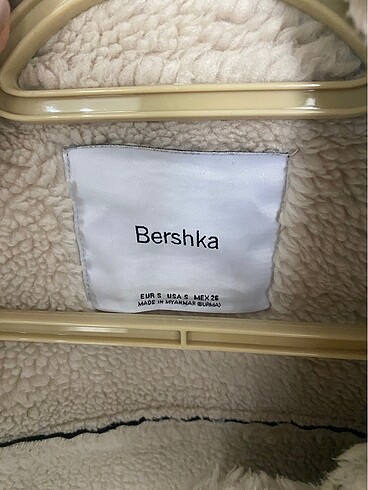 Bershka
EUR S USA S MEX 26
MADE IN MYANMAR (BURMA)